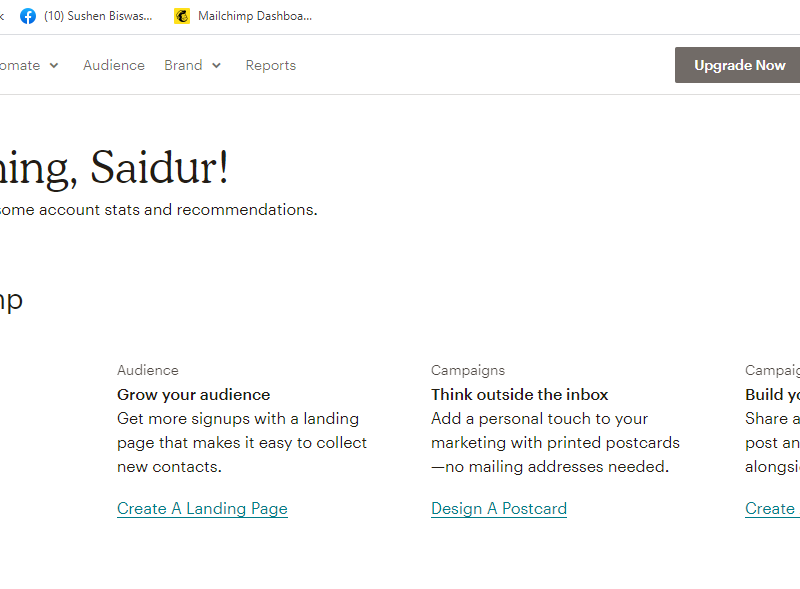 (10) Sushen Biswas... Mailchimp Dashboa...
omate Audience Brand Reports Upgrade Now
ning, Saidur!
some account stats and recommendations.
mp
Audience
Grow your audience
Get more signups with a landing
page that makes it easy to collect
new contacts.
Create A Landing Page
Campaigns
Think outside the inbox
Add a personal touch to your
marketing with printed postcards
—no mailing addresses needed.
Design A Postcard
Campaig
Build yo
Share a
post an
alongsi
Create